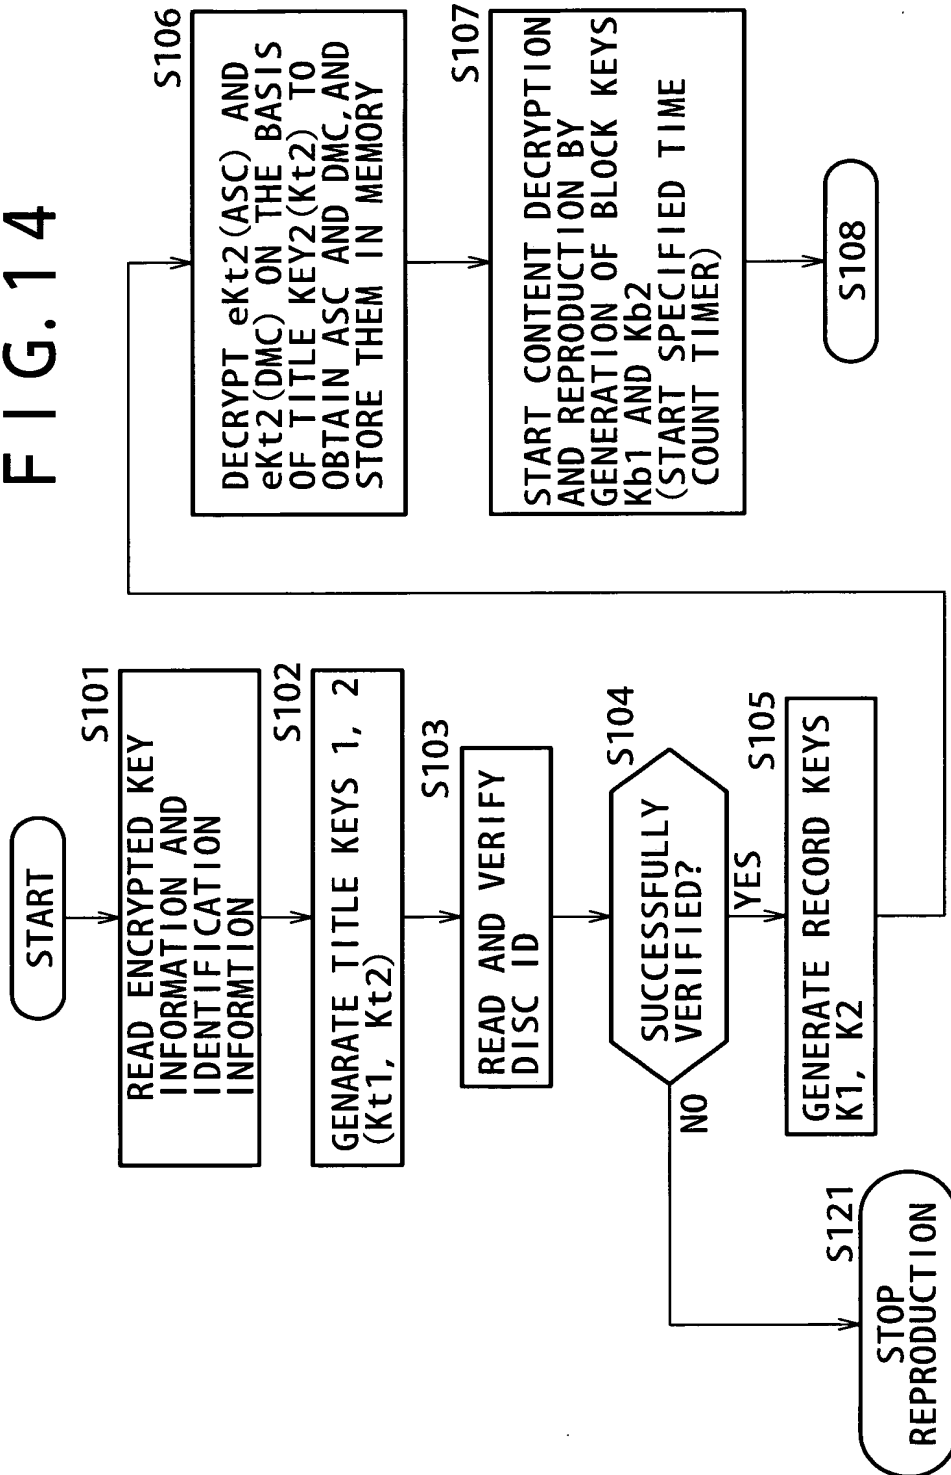 FIG.14
START
S101
READ ENCRYPTED KEY
INFORMATION AND
IDENTIFICATION
INFORMTION
S102
GENARATE TITLE KEYS 1, 2
(Kt1, Kt2)
S103
READ AND VERIFY
DISC ID
S104
SUCCESSFULLY
VERIFIED?
NO
YES
S105
GENERATE RECORD KEYS
K1, K2
S121
STOP
REPRODUCTION
S106
DECRYPT eKt2(ASC) AND
eKt2(DMC) ON THE BASIS
OF TITLE KEY2(Kt2) TO
OBTAIN ASC AND DMC,AND
STORE THEM IN MEMORY
S107
START CONTENT DECRYPTION
AND REPRODUCTION BY
GENERATION OF BLOCK KEYS
Kb1 AND Kb2
(START SPECIFIED TIME
COUNT TIMER)
S108